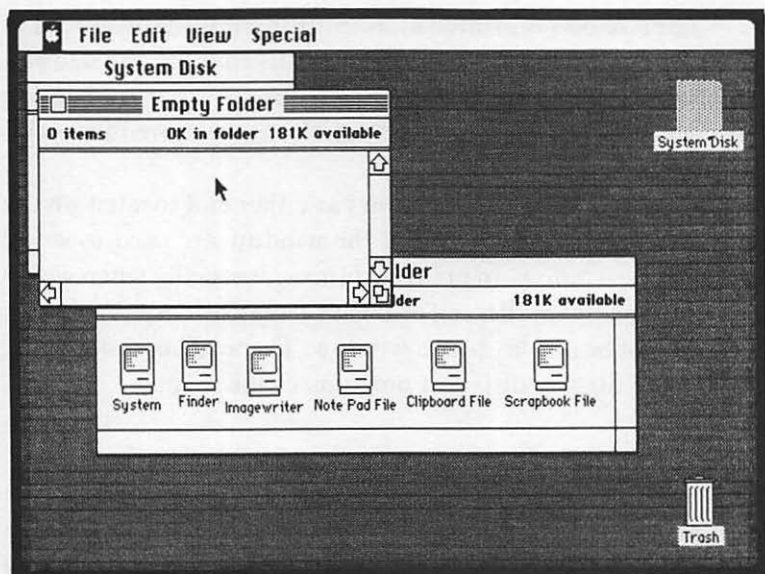 File Edit View Special
System Disk
Empty Folder
0 items 0K in folder 181K available
System Disk
lder
lder 181K available
System Finder Imagewriter Note Pad File Clipboard File Scrapbook File
Trash